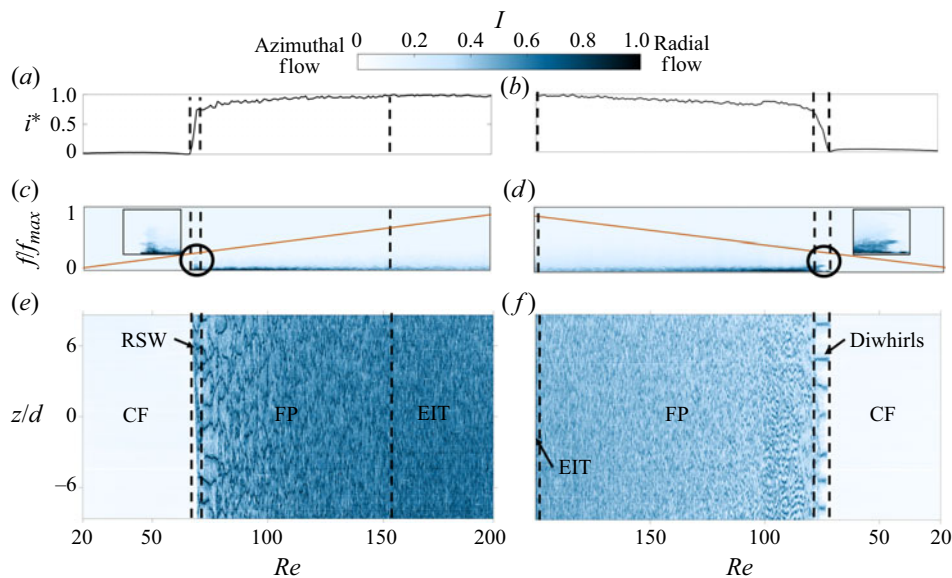 I
Azimuthal flow
0 0.2 0.4 0.6 0.8 1.0
Radial flow
(a)
(b)
i*
1.0
0.5
0
(c)
(d)
f/f_max
1
0
(e)
(f)
RSW
Diwhirls
z/d
6
0
–6
CF
FP
EIT
FP
CF
EIT
20 50 100 150 200
150 100 50 20
Re
Re